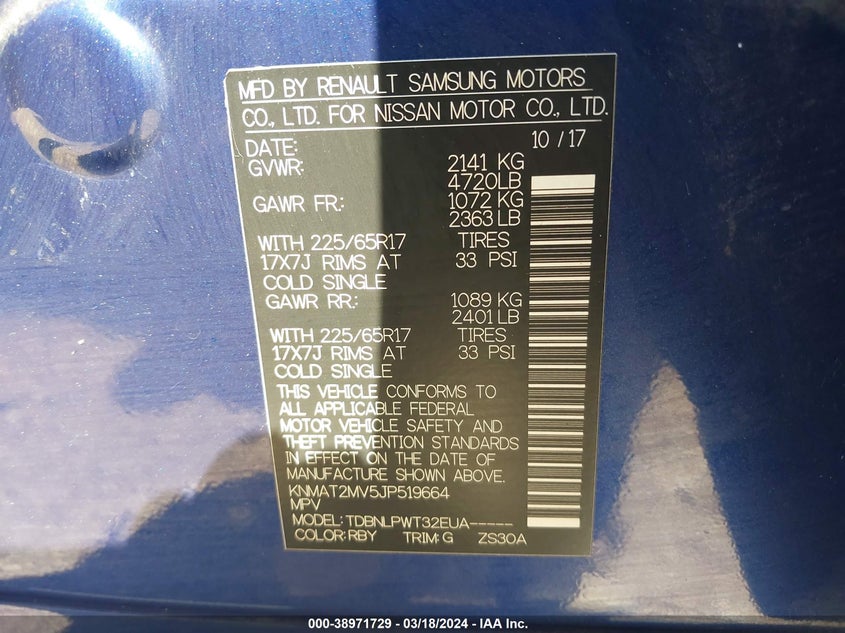 MFD BY RENAULT SAMSUNG MOTORS
CO., LTD. FOR NISSAN MOTOR CO., LTD.
DATE: 10 / 17
GVWR: 2141 KG
4720LB
GAWR FR.: 1072 KG
2363 LB
WITH 225/65R17 TIRES
17X7J RIMS AT 33 PSI
COLD SINGLE
GAWR RR.: 1089 KG
2401 LB
WITH 225/65R17 TIRES
17X7J RIMS AT 33 PSI
COLD SINGLE
THIS VEHICLE CONFORMS TO
ALL APPLICABLE FEDERAL
MOTOR VEHICLE SAFETY AND
THEFT PREVENTION STANDARDS
IN EFFECT ON THE DATE OF
MANUFACTURE SHOWN ABOVE.
KNMAT2MV5JP519664
MPV
MODEL: TDBNLPWT32EUA-----
COLOR:RBY TRIM:G ZS30A
000-38971729 - 03/18/2024 - IAA Inc.